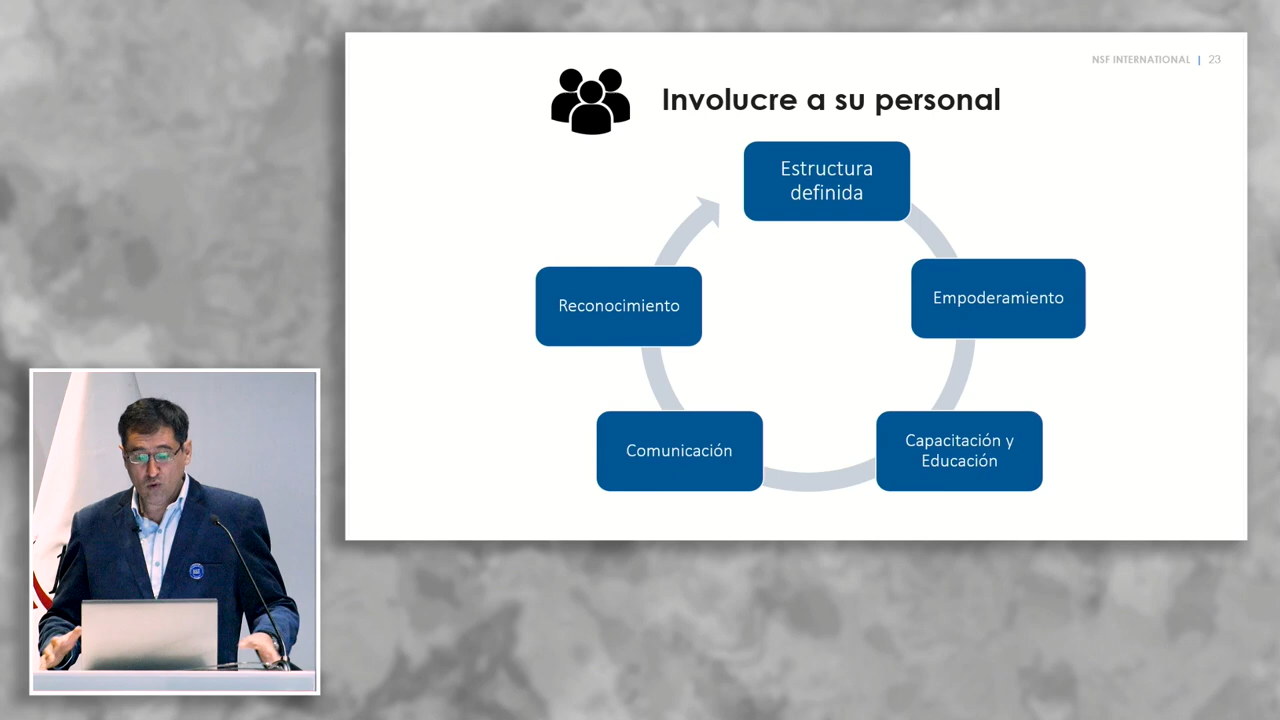 NSF INTERNATIONAL | 23
Involucre a su personal
Estructura
definida
Empoderamiento
Capacitación y
Educación
Comunicación
Reconocimiento